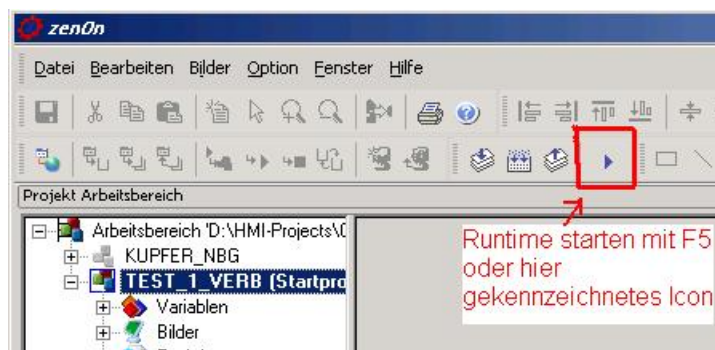 zenOn
Datei Bearbeiten Bilder Option Fenster Hilfe
Projekt Arbeitsbereich
Arbeitsbereich 'D:\HMI-Projects\
KUPFER_NBG
TEST_1_VERB (Startpro
Variablen
Bilder
Runtime starten mit F5
oder hier
gekennzeichnetes Icon